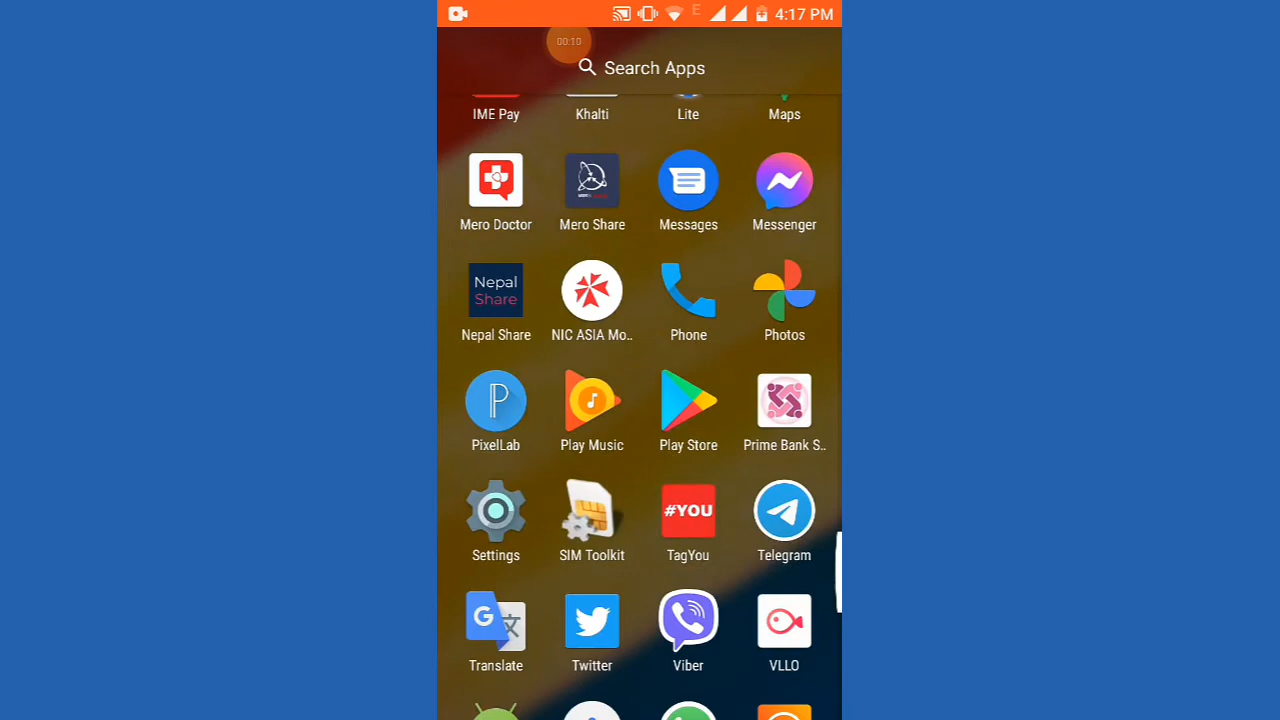 E 4:17 PM
00:10
Search Apps
IME Pay Khalti Lite Maps
Mero Doctor Mero Share Messages Messenger
Nepal
Share
Nepal Share NIC ASIA Mo.. Phone Photos
P
PixelLab Play Music Play Store Prime Bank S..
#YOU
Settings SIM Toolkit TagYou Telegram
G 文
Translate Twitter Viber VLLO